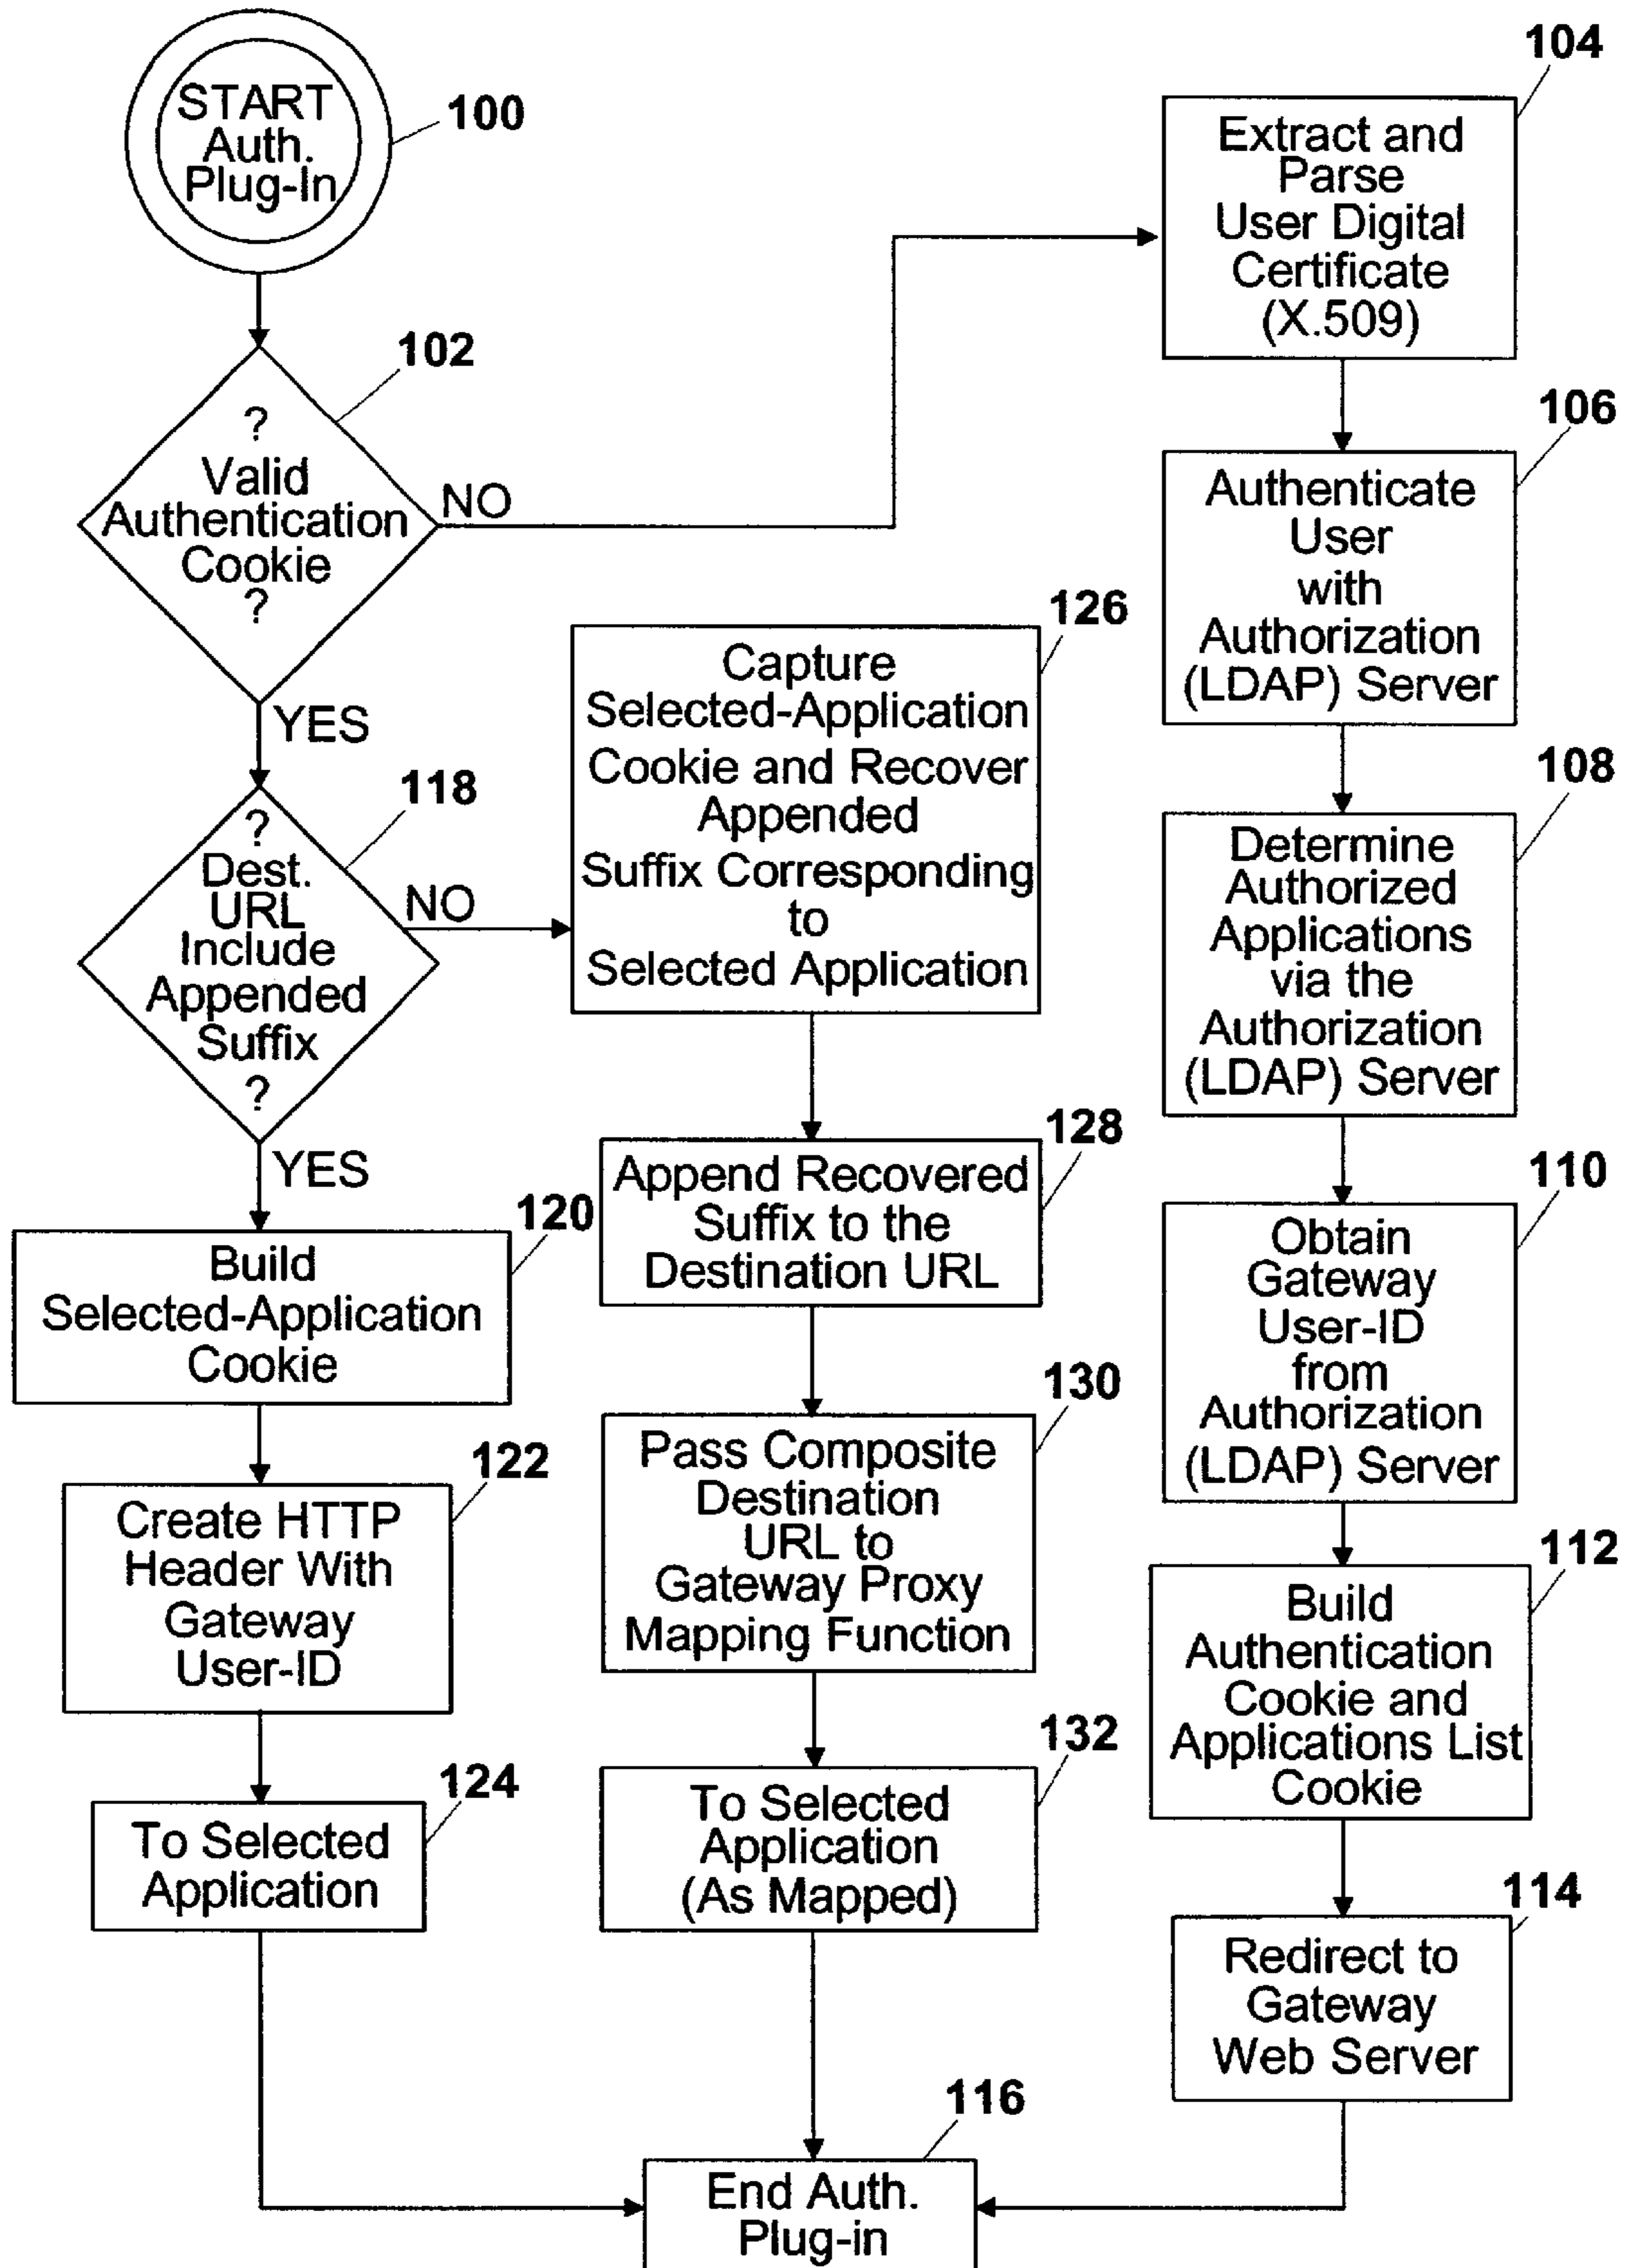 START
Auth.
Plug-In
100
102
?
Valid
Authentication
Cookie
?
NO
YES
118
?
Dest.
URL
Include
Appended
Suffix
?
NO
YES
120
Build
Selected-Application
Cookie
122
Create HTTP
Header With
Gateway
User-ID
124
To Selected
Application
126
Capture
Selected-Application
Cookie and Recover
Appended
Suffix Corresponding
to
Selected Application
128
Append Recovered
Suffix to the
Destination URL
130
Pass Composite
Destination
URL to
Gateway Proxy
Mapping Function
132
To Selected
Application
(As Mapped)
104
Extract and
Parse
User Digital
Certificate
(X.509)
106
Authenticate
User
with
Authorization
(LDAP) Server
108
Determine
Authorized
Applications
via the
Authorization
(LDAP) Server
110
Obtain
Gateway
User-ID
from
Authorization
(LDAP) Server
112
Build
Authentication
Cookie and
Applications List
Cookie
114
Redirect to
Gateway
Web Server
116
End Auth.
Plug-in